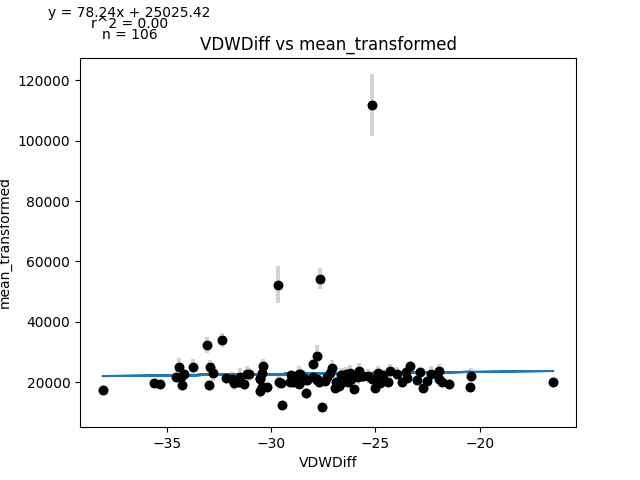 y = 78.24x + 25025.42
r^2 = 0.00
n = 106
VDWDiff vs mean_transformed
120000
100000
80000
60000
40000
20000
mean_transformed
−35
−30
−25
−20
VDWDiff